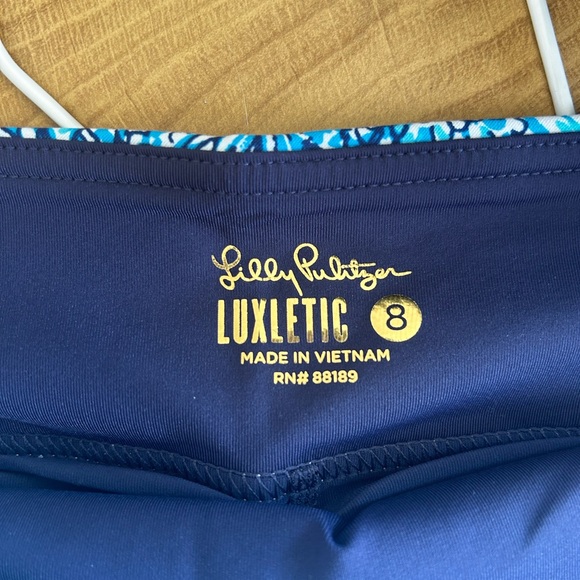 Lilly Pulitzer
LUXLETIC 8
MADE IN VIETNAM
RN# 88189